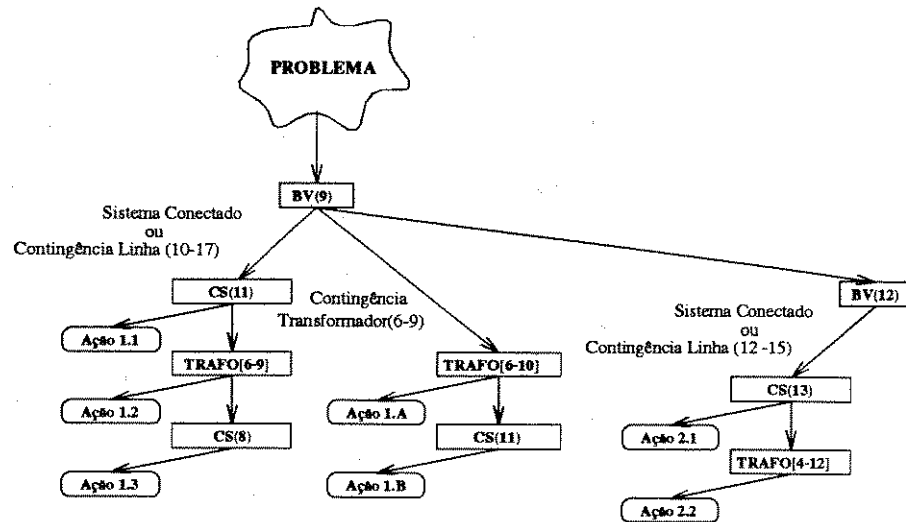 PROBLEMA
BV(9)
Sistema Conectado
ou
Contingência Linha (10-17)
CS(11)
Ação 1.1
TRAFO[6-9]
Ação 1.2
CS(8)
Ação 1.3
Contingência
Transformador(6-9)
TRAFO[6-10]
Ação 1.A
CS(11)
Ação 1.B
BV(12)
Sistema Conectado
ou
Contingência Linha (12 -15)
CS(13)
Ação 2.1
TRAFO[4-12]
Ação 2.2